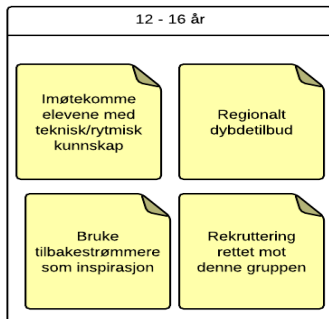 12 - 16 år
Imøtekomme
elevene med
teknisk/rytmisk
kunnskap
Regionalt
dybdetilbud
Bruke
tilbakestrømmere
som inspirasjon
Rekruttering
rettet mot
denne gruppen